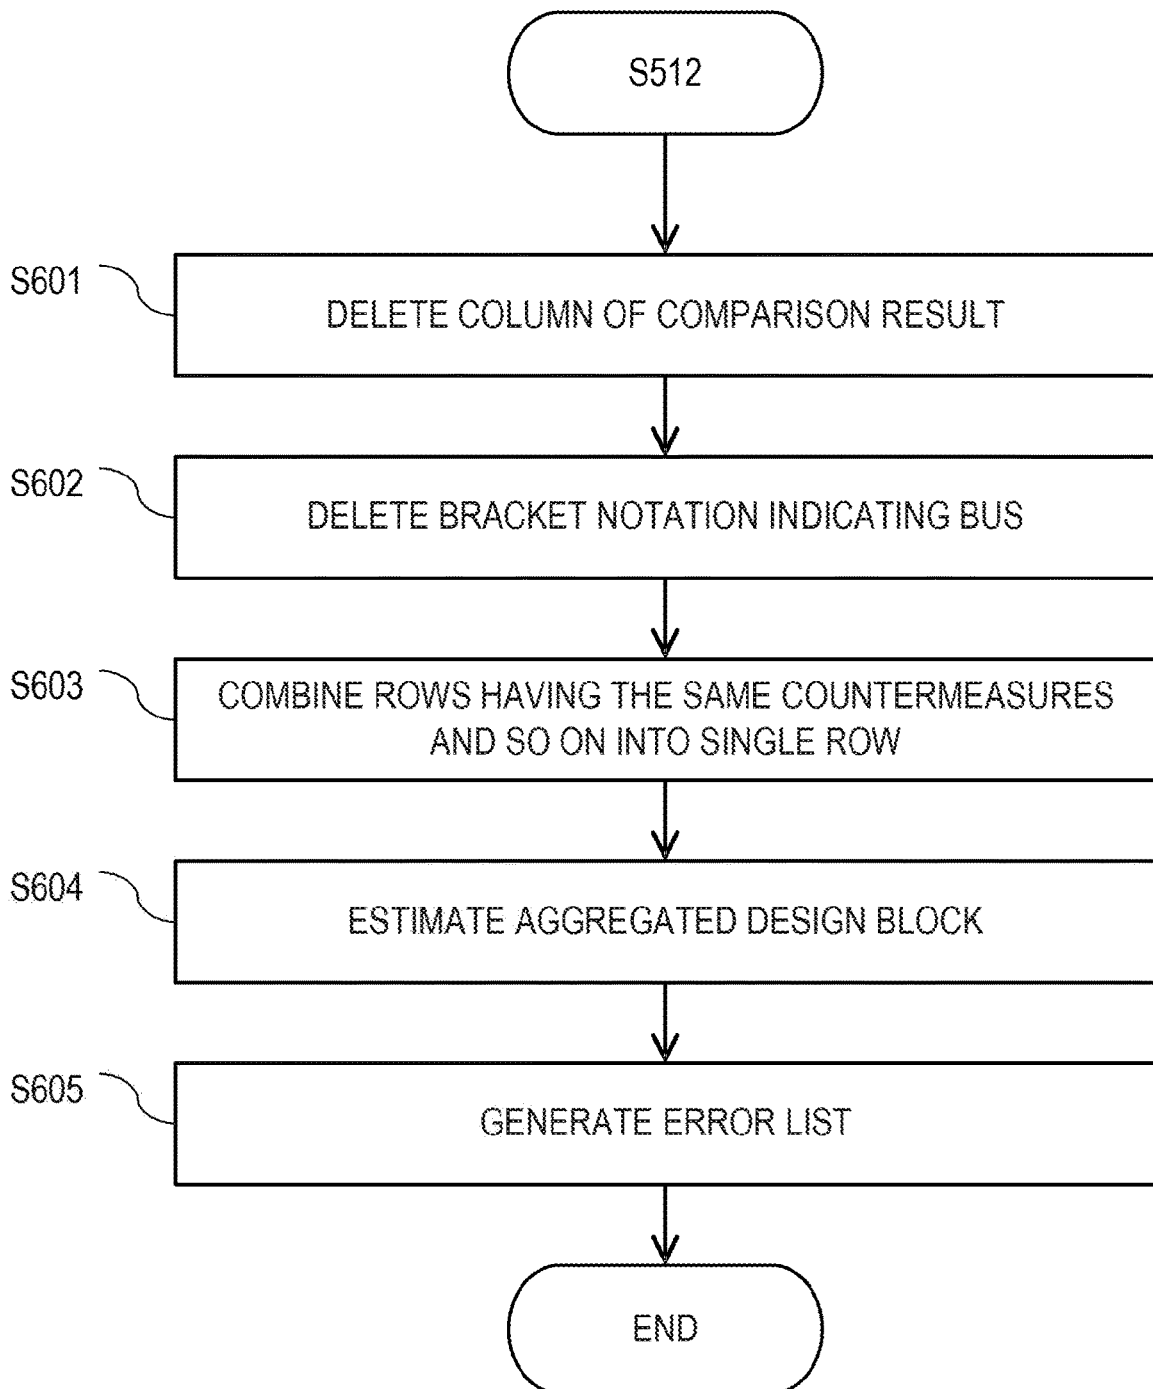 S512
S601
DELETE COLUMN OF COMPARISON RESULT
S602
DELETE BRACKET NOTATION INDICATING BUS
S603
COMBINE ROWS HAVING THE SAME COUNTERMEASURES
AND SO ON INTO SINGLE ROW
S604
ESTIMATE AGGREGATED DESIGN BLOCK
S605
GENERATE ERROR LIST
END